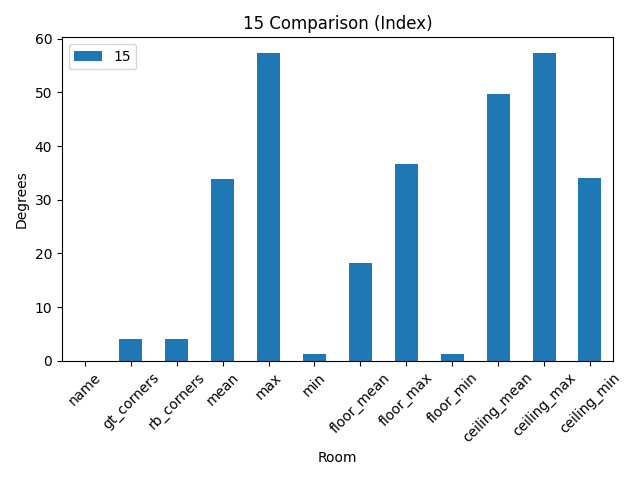 15 Comparison (Index)
15
60
50
40
30
20
10
0
Degrees
name
gt_corners
rb_corners
mean
max
min
floor_mean
floor_max
floor_min
ceiling_mean
ceiling_max
ceiling_min
Room